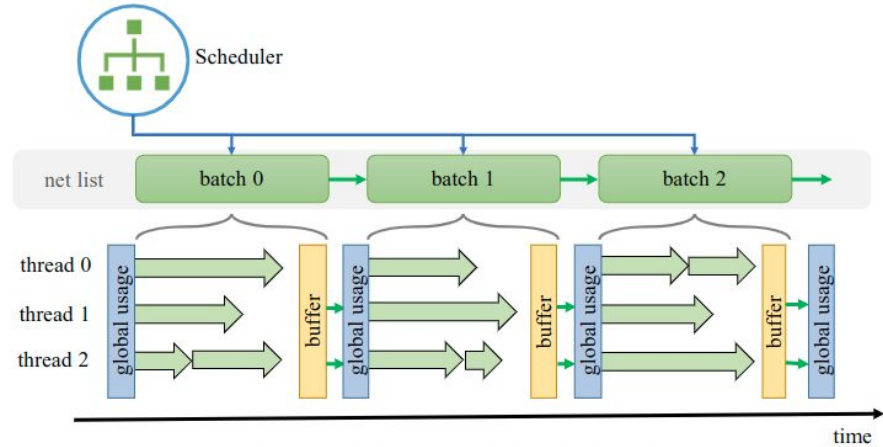 Scheduler
net list
batch 0
batch 1
batch 2
thread 0
thread 1
thread 2
global usage
buffer
global usage
buffer
global usage
buffer
global usage
time